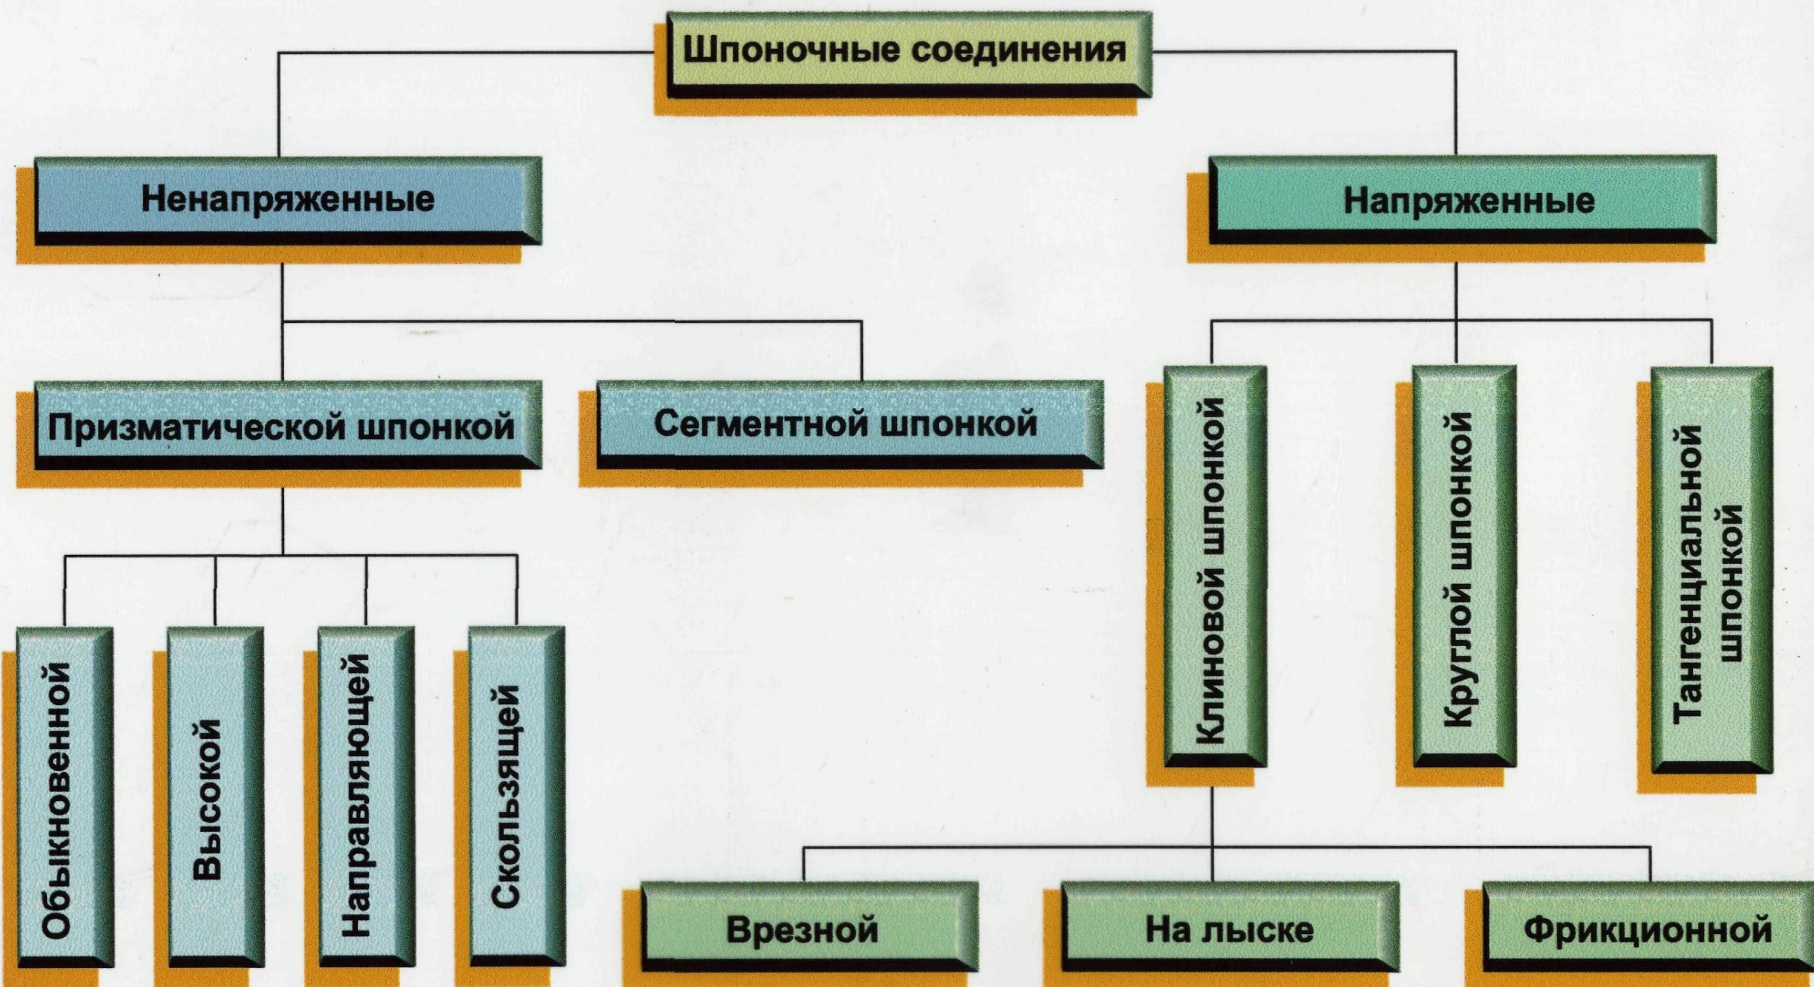 Шпоночные соединения
Ненапряженные
Напряженные
Призматической шпонкой
Сегментной шпонкой
Клиновой шпонкой
Круглой шпонкой
Тангенциальной
шпонкой
Обыкновенной
Высокой
Направляющей
Скользящей
Врезной
На лыске
Фрикционной